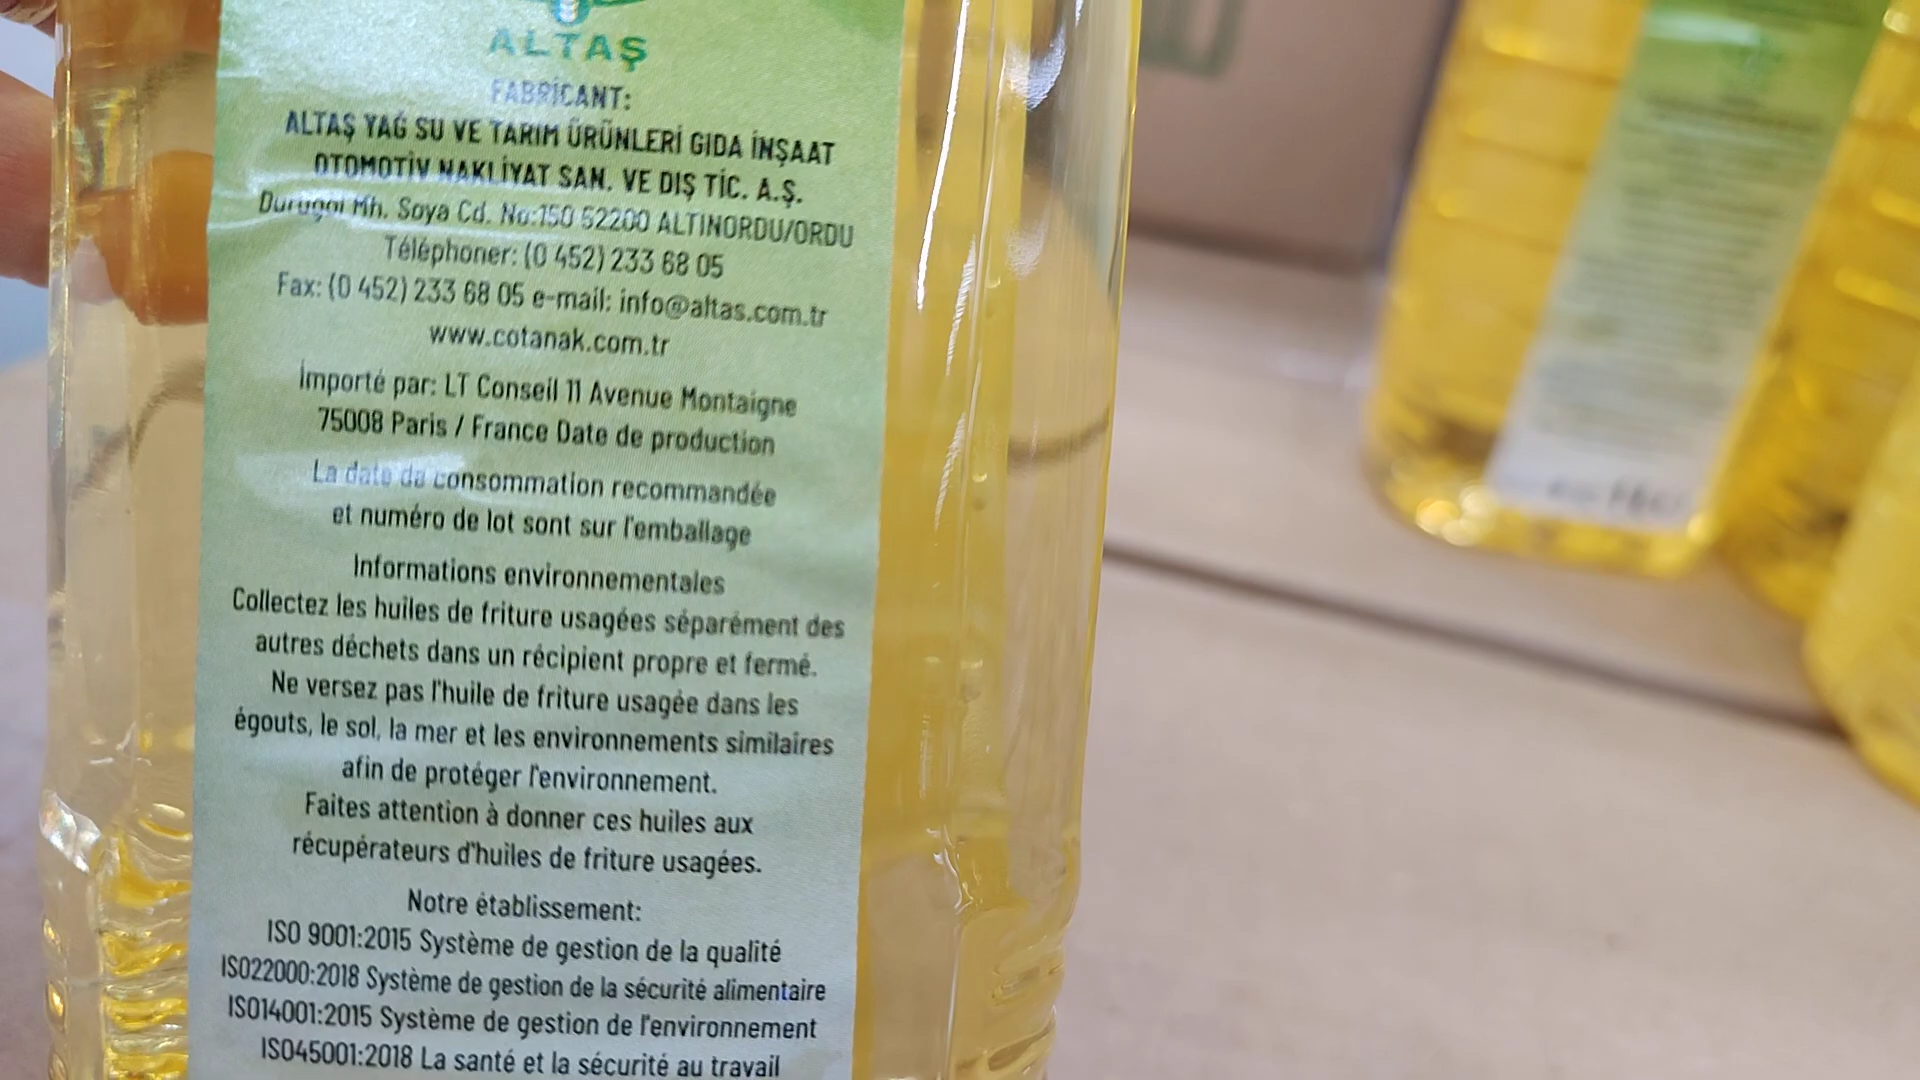 ALTAŞ
FABRİCANT:
ALTAŞ YAĞ SU VE TARIM ÜRÜNLERİ GIDA İNŞAAT
OTOMOTİV NAKLİYAT SAN. VE DIŞ TİC. A.Ş.
Durugöl Mh. Soya Cd. No:150 52200 ALTINORDU/ORDU
Téléphoner: (0 452) 233 68 05
Fax: (0 452) 233 68 05 e-mail: info@altas.com.tr
www.cotanak.com.tr
İmporté par: LT Conseil 11 Avenue Montaigne
75008 Paris / France Date de production
La date de consommation recommandée
et numéro de lot sont sur l'emballage
Informations environnementales
Collectez les huiles de friture usagées séparément des
autres déchets dans un récipient propre et fermé.
Ne versez pas l'huile de friture usagée dans les
égouts, le sol, la mer et les environnements similaires
afin de protéger l'environnement.
Faites attention à donner ces huiles aux
récupérateurs d'huiles de friture usagées.
Notre établissement:
ISO 9001:2015 Système de gestion de la qualité
ISO22000:2018 Système de gestion de la sécurité alimentaire
ISO14001:2015 Système de gestion de l'environnement
ISO45001:2018 La santé et la sécurité au travail